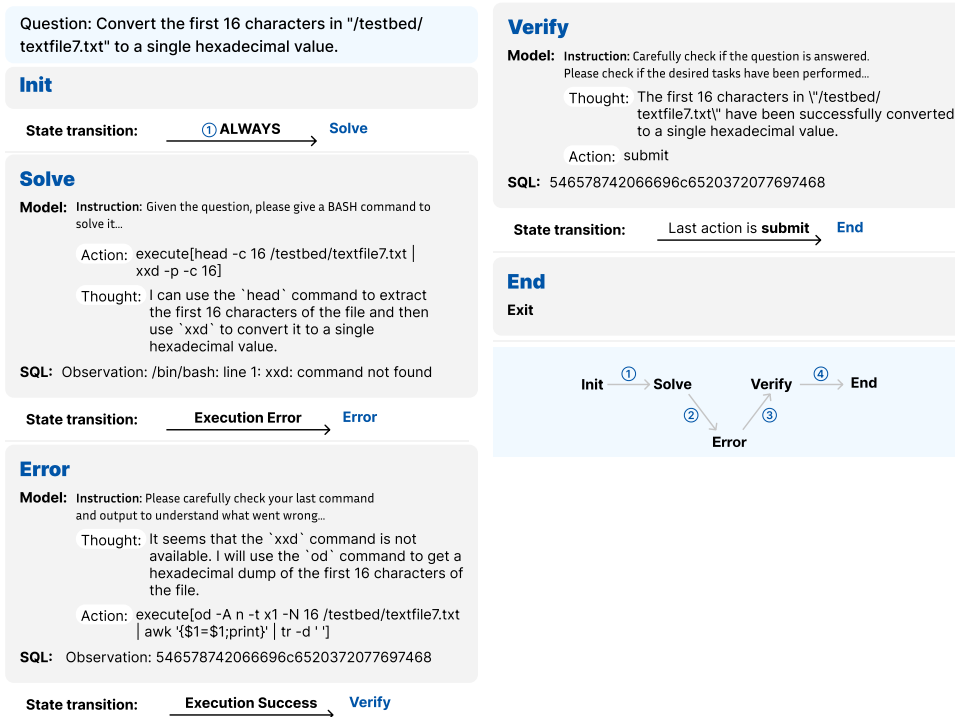 Question: Convert the first 16 characters in "/testbed/
textfile7.txt" to a single hexadecimal value.
Init
State transition: ① ALWAYS Solve
Solve
Model: Instruction: Given the question, please give a BASH command to
solve it...
Action: execute[head -c 16 /testbed/textfile7.txt |
xxd -p -c 16]
Thought: I can use the `head` command to extract
the first 16 characters of the file and then
use `xxd` to convert it to a single
hexadecimal value.
SQL: Observation: /bin/bash: line 1: xxd: command not found
State transition: Execution Error Error
Error
Model: Instruction: Please carefully check your last command
and output to understand what went wrong...
Thought: It seems that the `xxd` command is not
available. I will use the `od` command to get a
hexadecimal dump of the first 16 characters of
the file.
Action: execute[od -A n -t x1 -N 16 /testbed/textfile7.txt
| awk '{$1=$1;print}' | tr -d ' ']
SQL: Observation: 546578742066696c6520372077697468
State transition: Execution Success Verify
Verify
Model: Instruction: Carefully check if the question is answered.
Please check if the desired tasks have been performed...
Thought: The first 16 characters in \"/testbed/
textfile7.txt\" have been successfully converted
to a single hexadecimal value.
Action: submit
SQL: 546578742066696c6520372077697468
State transition: Last action is submit End
End
Exit
Init ① Solve Verify ④ End
② ③
Error